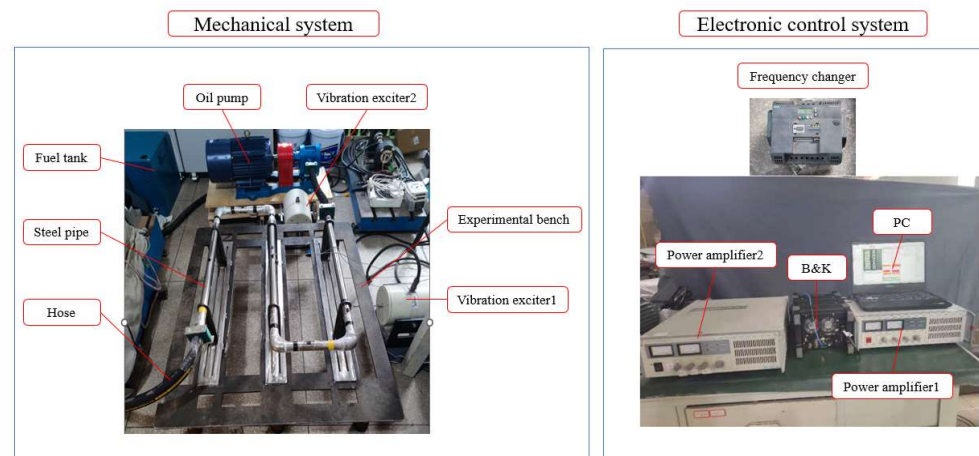 Mechanical system
Electronic control system
Oil pump
Vibration exciter2
Fuel tank
Steel pipe
Hose
Experimental bench
Vibration exciter1
Frequency changer
PC
Power amplifier2
B&K
Power amplifier1